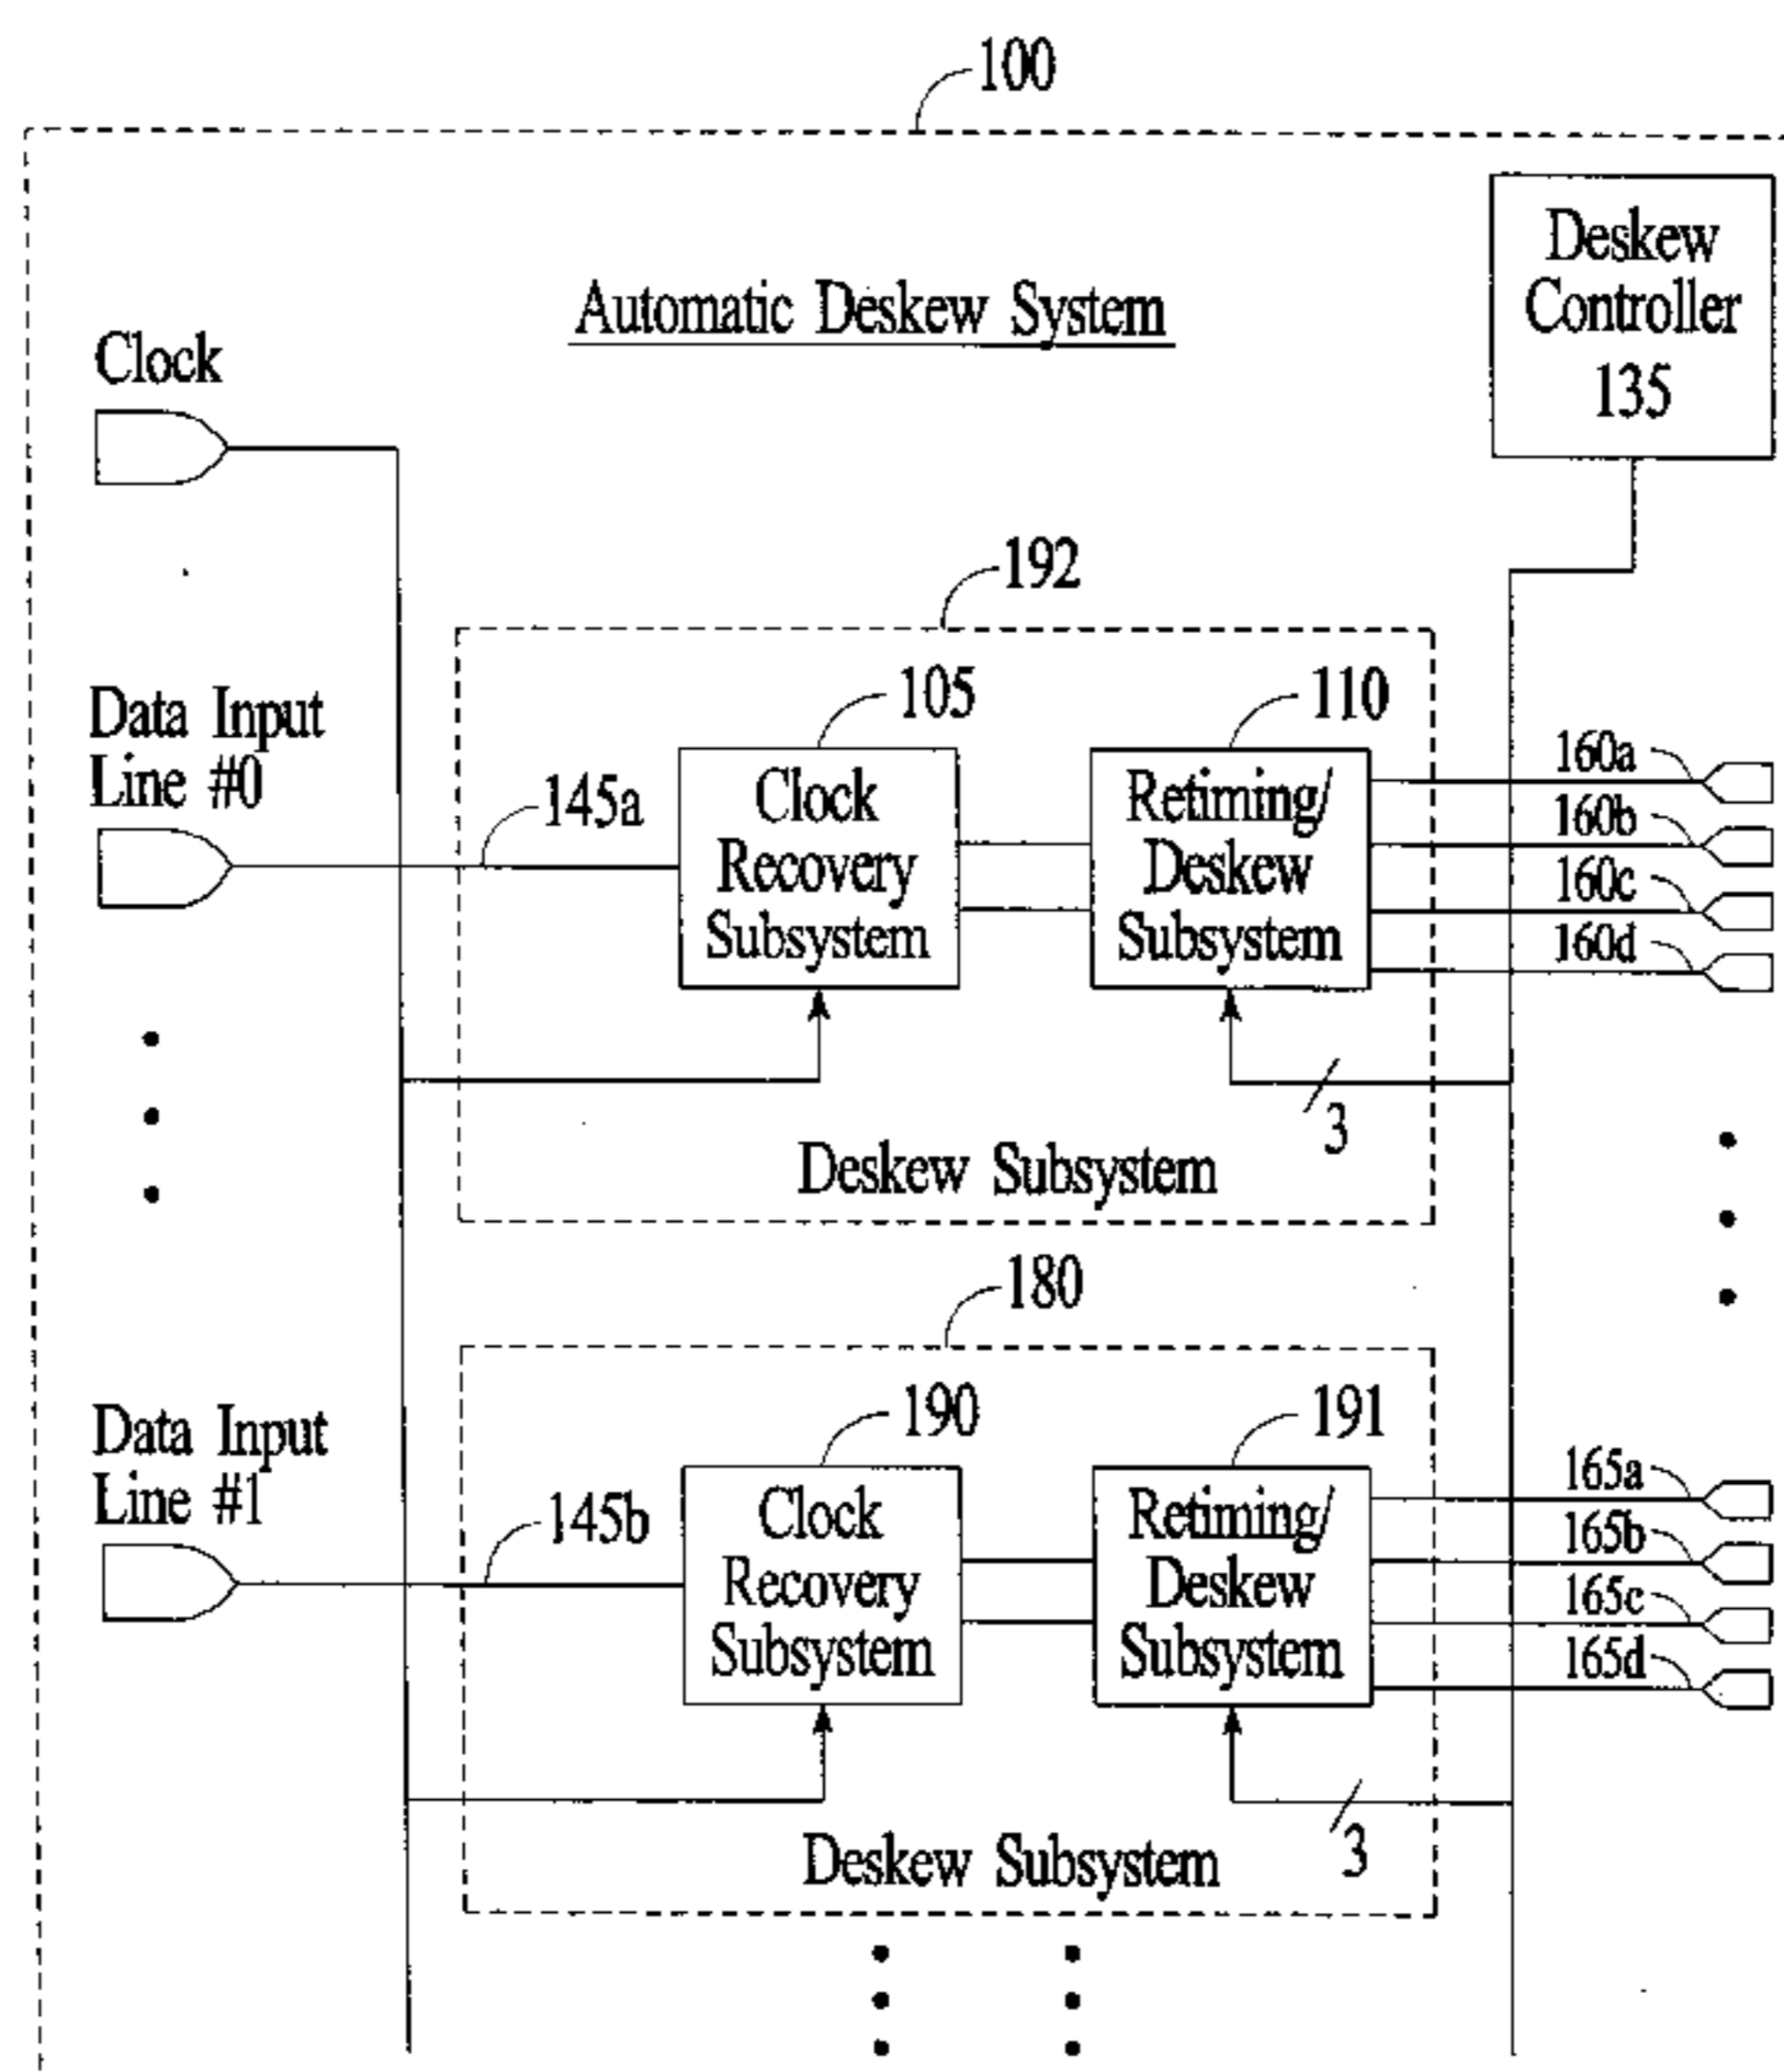 100
Deskew
Controller
135
Automatic Deskew System
Clock
192
Data Input
Line #0
105
110
145a
Clock
Recovery
Subsystem
Retiming/
Deskew
Subsystem
160a
160b
160c
160d
3
Deskew Subsystem
180
Data Input
Line #1
190
191
145b
Clock
Recovery
Subsystem
Retiming/
Deskew
Subsystem
165a
165b
165c
165d
3
Deskew Subsystem